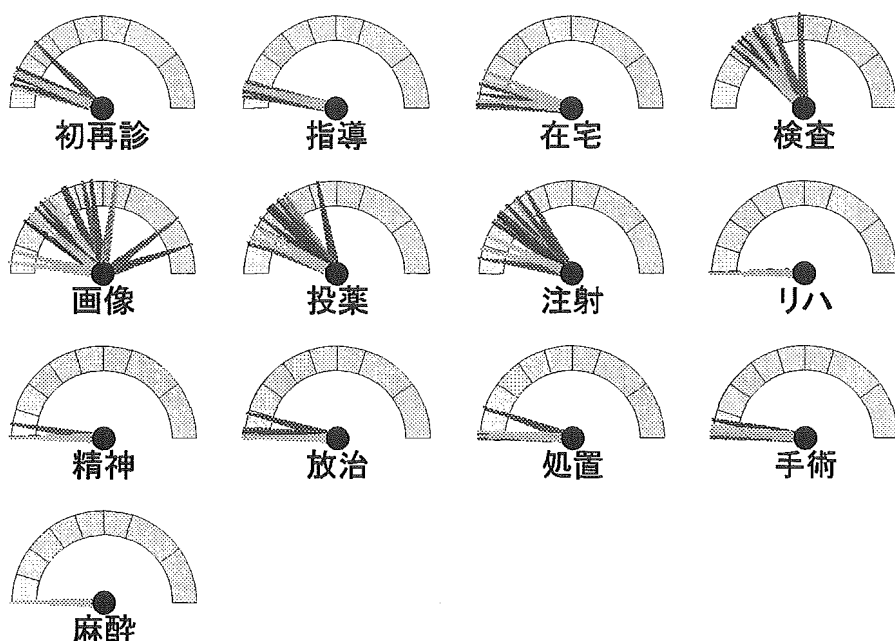 初再診 指導 在宅 検査
画像 投薬 注射 リハ
精神 放治 処置 手術
麻酔